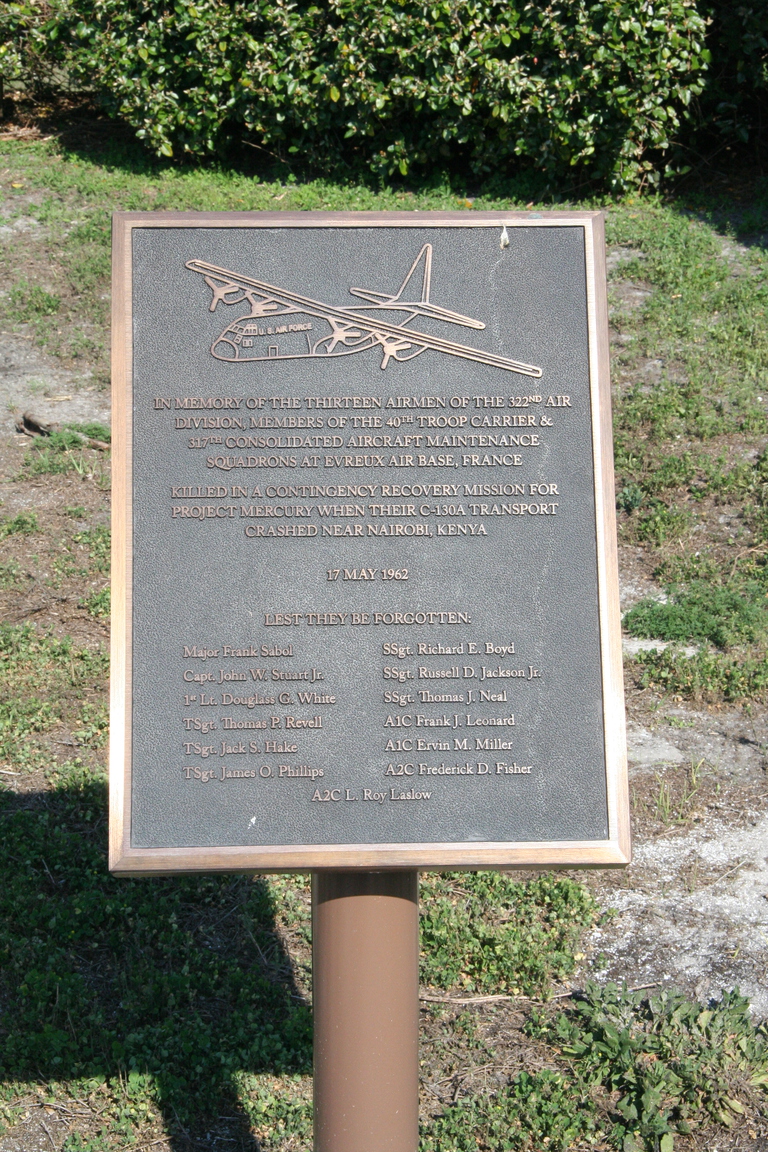 U.S. AIR FORCE
IN MEMORY OF THE THIRTEEN AIRMEN OF THE 322ND AIR
DIVISION, MEMBERS OF THE 40TH TROOP CARRIER &
317TH CONSOLIDATED AIRCRAFT MAINTENANCE
SQUADRONS AT EVREUX AIR BASE, FRANCE
KILLED IN A CONTINGENCY RECOVERY MISSION FOR
PROJECT MERCURY WHEN THEIR C-130A TRANSPORT
CRASHED NEAR NAIROBI, KENYA
17 MAY 1962
LEST THEY BE FORGOTTEN:
Major Frank Sabol
Capt. John W. Stuart Jr.
1st Lt. Douglass G. White
TSgt. Thomas P. Revell
TSgt. Jack S. Hake
TSgt. James O. Phillips
SSgt. Richard E. Boyd
SSgt. Russell D. Jackson Jr.
SSgt. Thomas J. Neal
A1C Frank J. Leonard
A1C Ervin M. Miller
A2C Frederick D. Fisher
A2C L. Roy Laslow